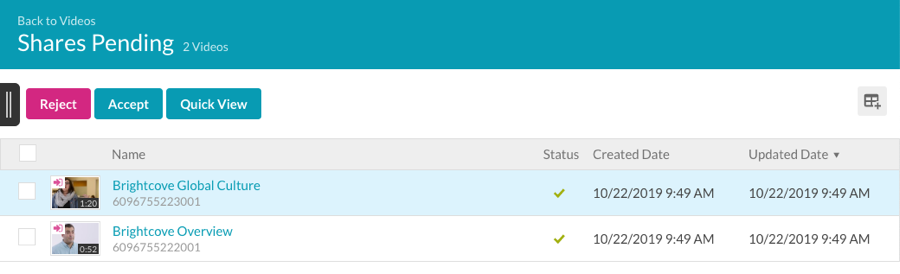 Back to Videos
Shares Pending 2 Videos
Reject Accept Quick View
Name Status Created Date Updated Date
1:20 Brightcove Global Culture 10/22/2019 9:49 AM 10/22/2019 9:49 AM
6096755223001
0:52 Brightcove Overview 10/22/2019 9:49 AM 10/22/2019 9:49 AM
6096755222001